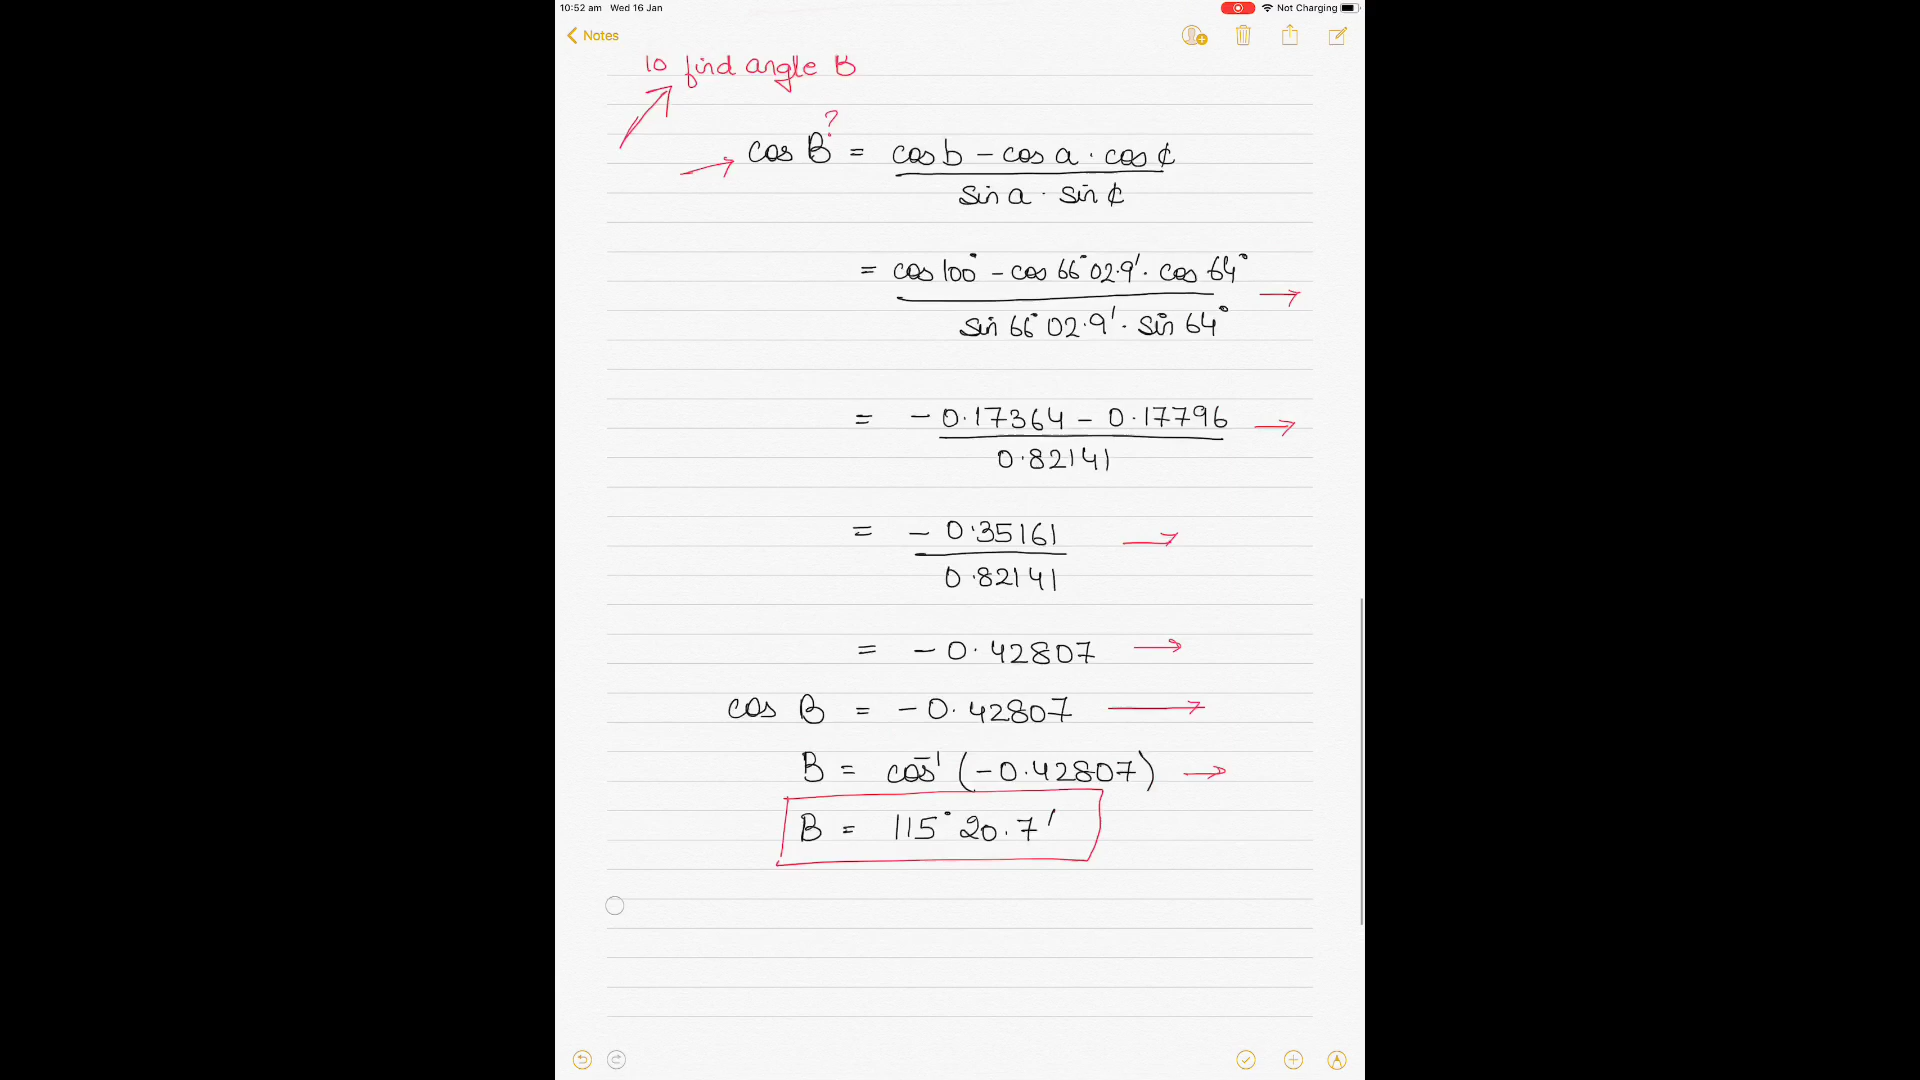 10:52 am Wed 16 Jan
Not Charging
Notes
To find angle B
?
cos B = cos b - cos a . cos ¢
sin a . sin ¢
= cos 100° - cos 66° 02.9' . cos 64°
sin 66° 02.9' . sin 64°
= - 0.17364 - 0.17796
0.82141
= - 0.35161
0.82141
= - 0.42807
cos B = - 0.42807
B = cos⁻¹ (-0.42807)
B = 115° 20.7'